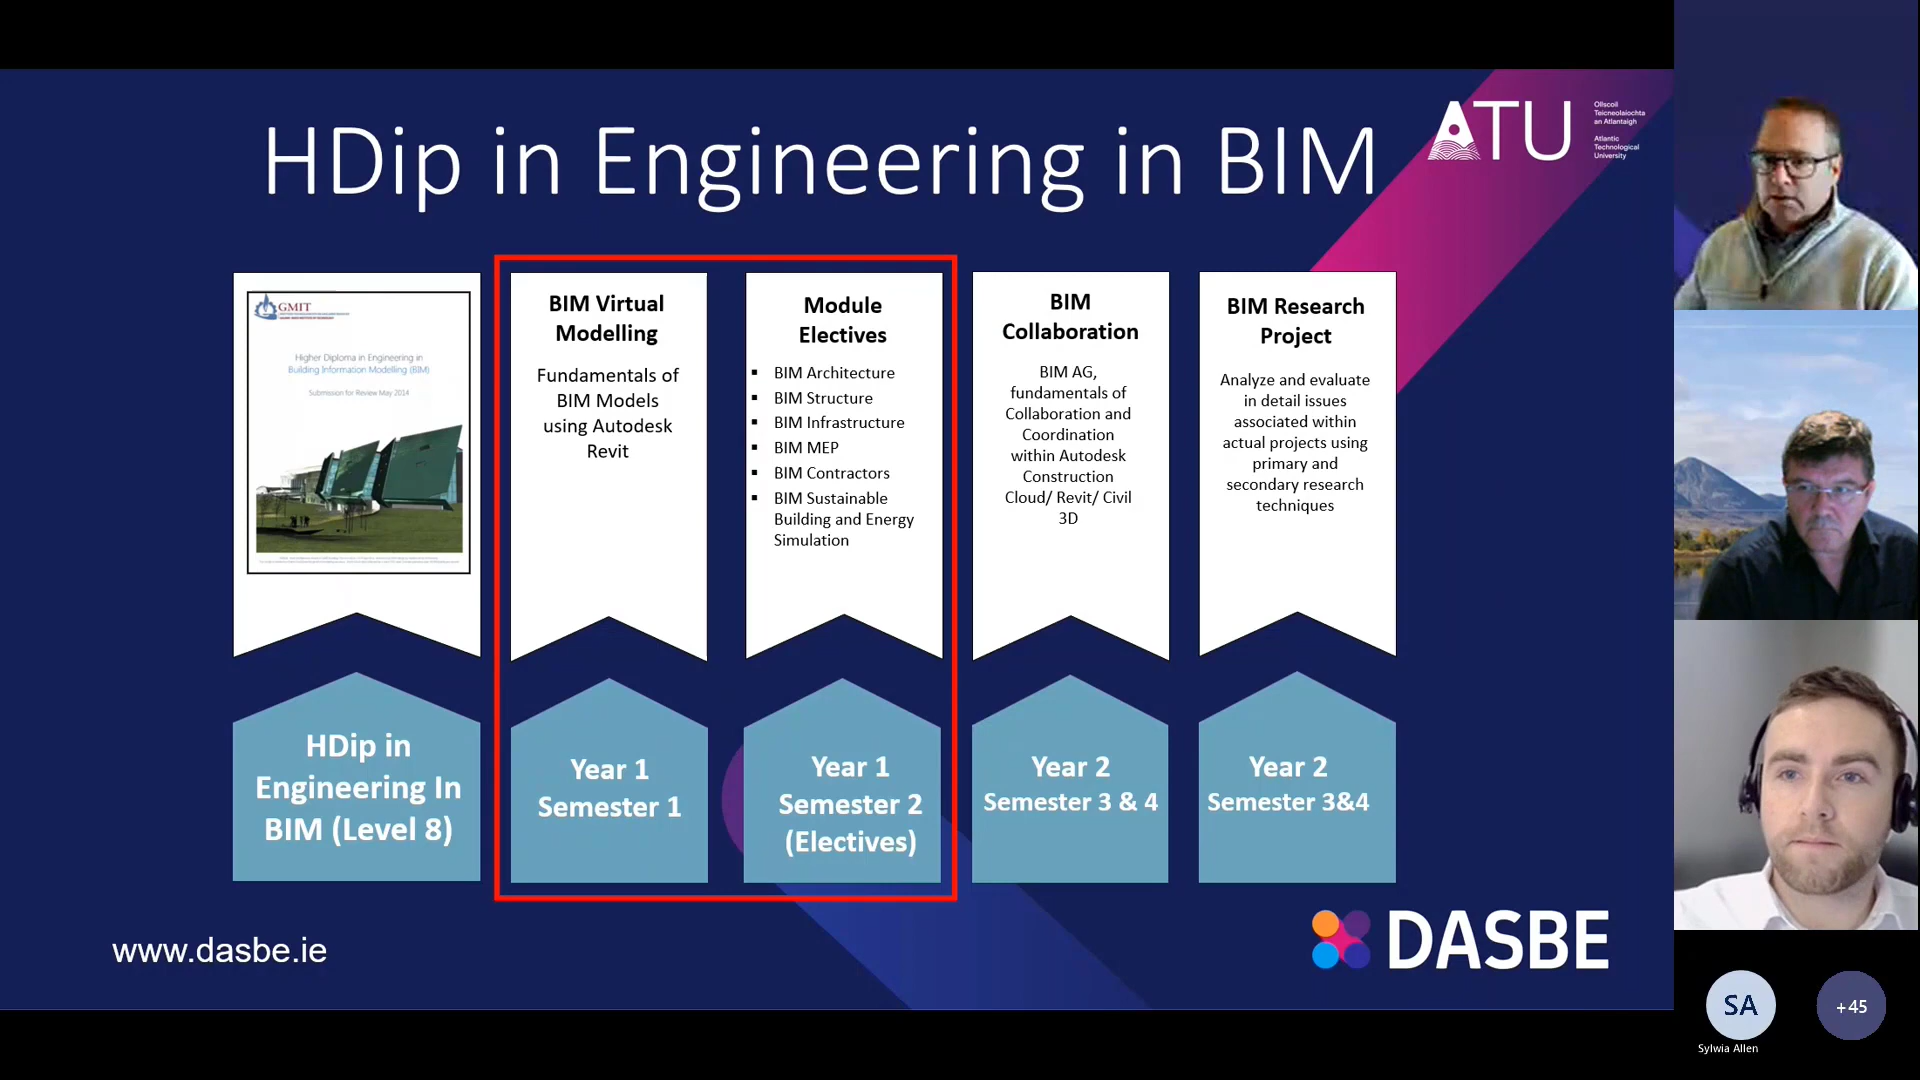 HDip in Engineering in BIM
ATU
Ollscoil
Teicneolaíochta
an Atlantaigh
Atlantic
Technological
University
GMIT
Higher Diploma in Engineering in
Building Information Modelling (BIM)
Submission for Review May 2014
HDip in
Engineering In
BIM (Level 8)
BIM Virtual
Modelling
Fundamentals of
BIM Models
using Autodesk
Revit
Year 1
Semester 1
Module
Electives
▪ BIM Architecture
▪ BIM Structure
▪ BIM Infrastructure
▪ BIM MEP
▪ BIM Contractors
▪ BIM Sustainable
Building and Energy
Simulation
Year 1
Semester 2
(Electives)
BIM
Collaboration
BIM AG,
fundamentals of
Collaboration and
Coordination
within Autodesk
Construction
Cloud/ Revit/ Civil
3D
Year 2
Semester 3 & 4
BIM Research
Project
Analyze and evaluate
in detail issues
associated within
actual projects using
primary and
secondary research
techniques
Year 2
Semester 3&4
www.dasbe.ie
DASBE
SA
Sylwia Allen
+45